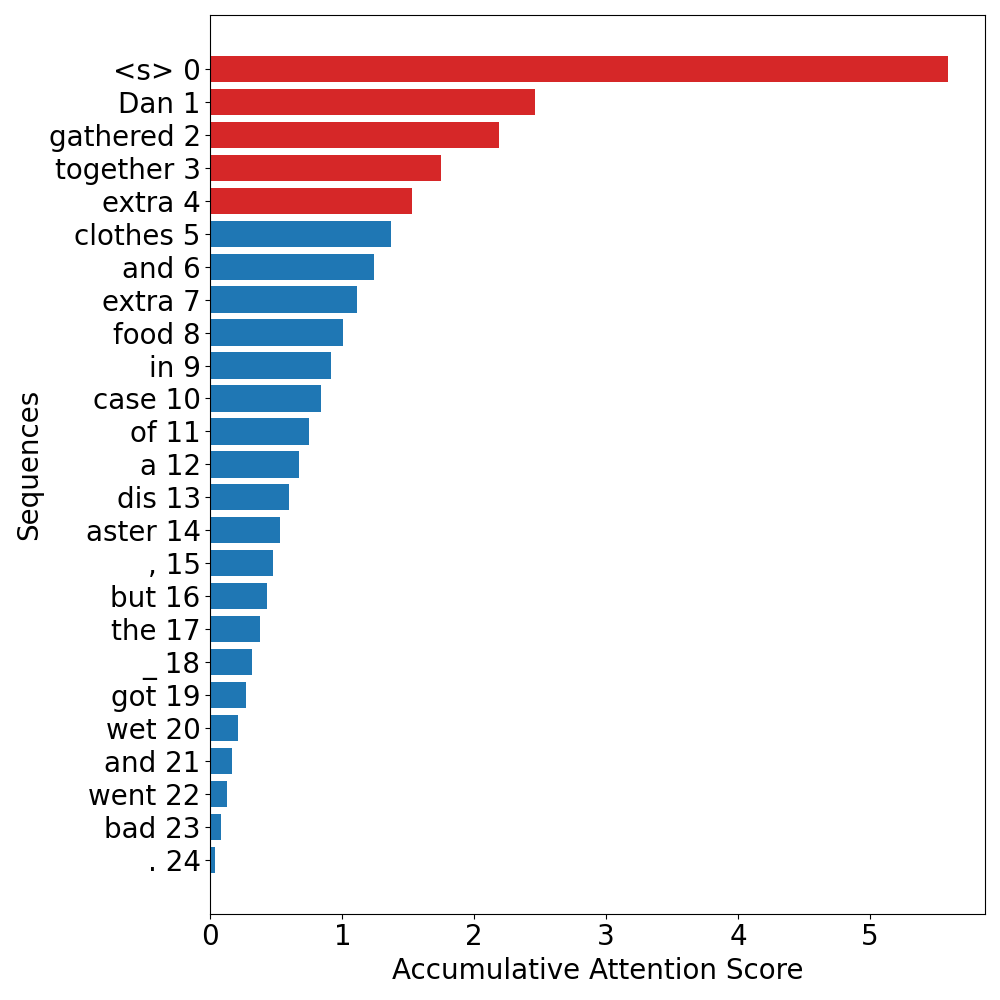 <s> 0
Dan 1
gathered 2
together 3
extra 4
clothes 5
and 6
extra 7
food 8
in 9
case 10
of 11
a 12
dis 13
aster 14
, 15
but 16
the 17
_ 18
got 19
wet 20
and 21
went 22
bad 23
. 24
Sequences
0 1 2 3 4 5
Accumulative Attention Score